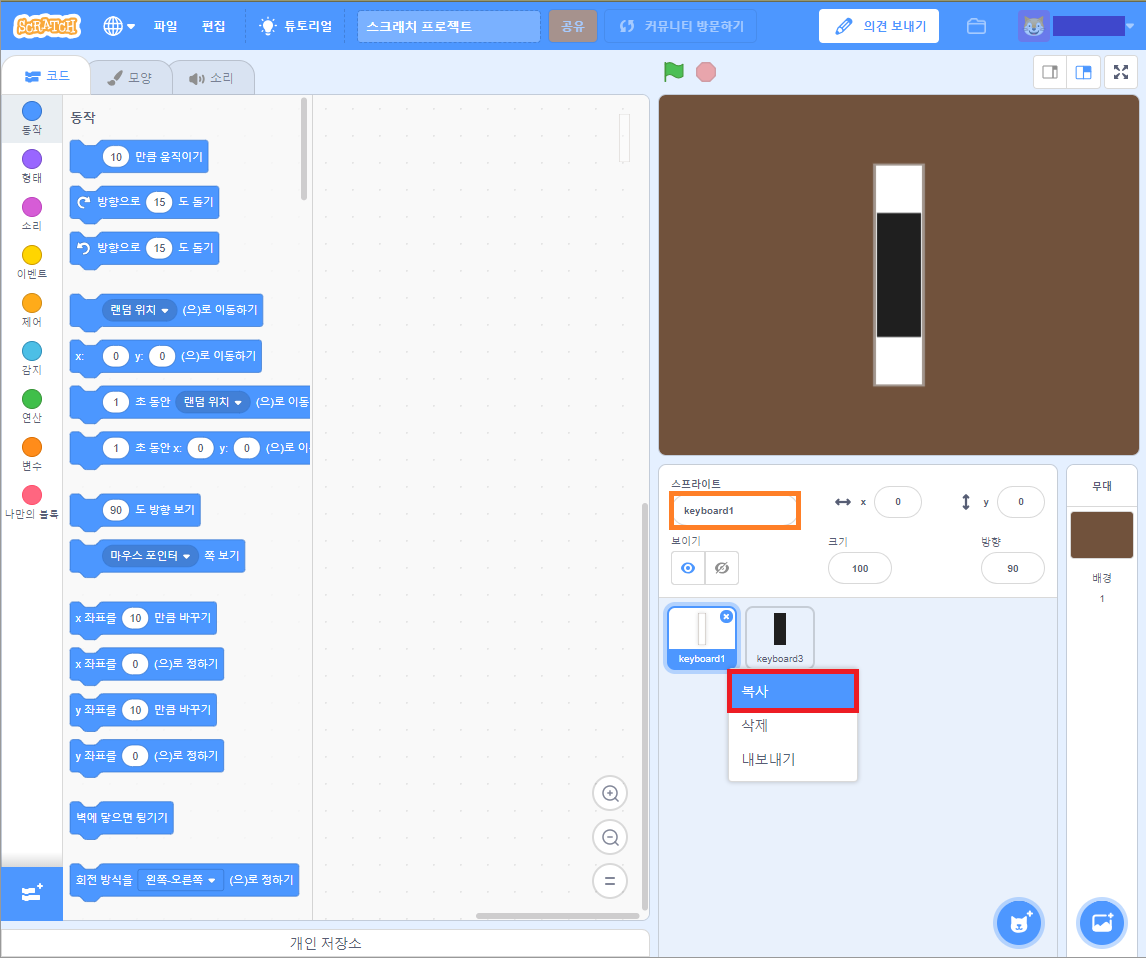 SCRATCH 파일 편집 튜토리얼 스크래치 프로젝트 공유 커뮤니티 방문하기 의견 보내기
코드 모양 소리
동작
형태
소리
이벤트
제어
감지
연산
변수
나만의 블록
동작
10 만큼 움직이기
방향으로 15 도 돌기
방향으로 15 도 돌기
랜덤 위치 (으)로 이동하기
x: 0 y: 0 (으)로 이동하기
1 초 동안 랜덤 위치 (으)로 이동
1 초 동안 x: 0 y: 0 (으)로 이
90 도 방향 보기
마우스 포인터 쪽 보기
x 좌표를 10 만큼 바꾸기
x 좌표를 0 (으)로 정하기
y 좌표를 10 만큼 바꾸기
y 좌표를 0 (으)로 정하기
벽에 닿으면 튕기기
회전 방식을 왼쪽-오른쪽 (으)로 정하기
개인 저장소
스프라이트
keyboard1 x 0 y 0
보이기 크기 방향
100 90
keyboard1 keyboard3
복사
삭제
내보내기
무대
배경
1